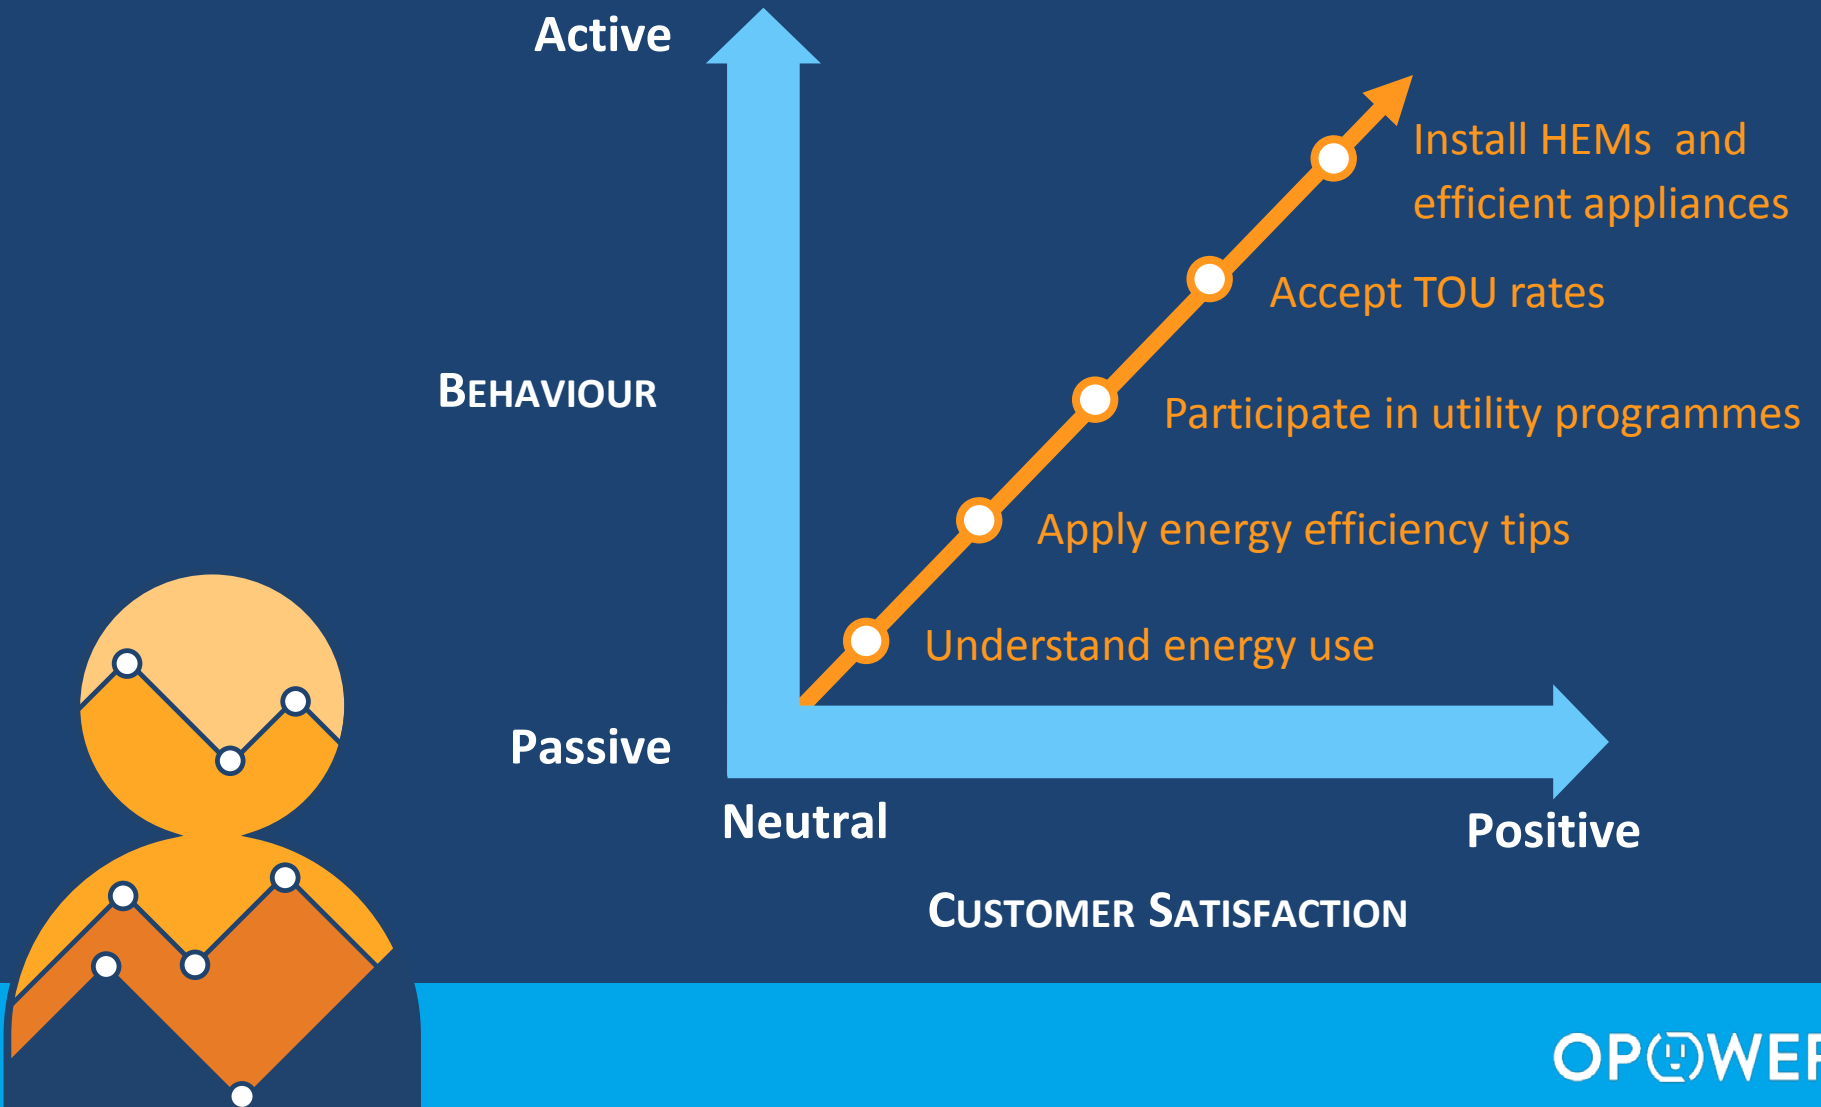 Active
Install HEMs and
efficient appliances
Accept TOU rates
BEHAVIOUR
Participate in utility programmes
Apply energy efficiency tips
Understand energy use
Passive
Neutral
Positive
CUSTOMER SATISFACTION
OPOWER